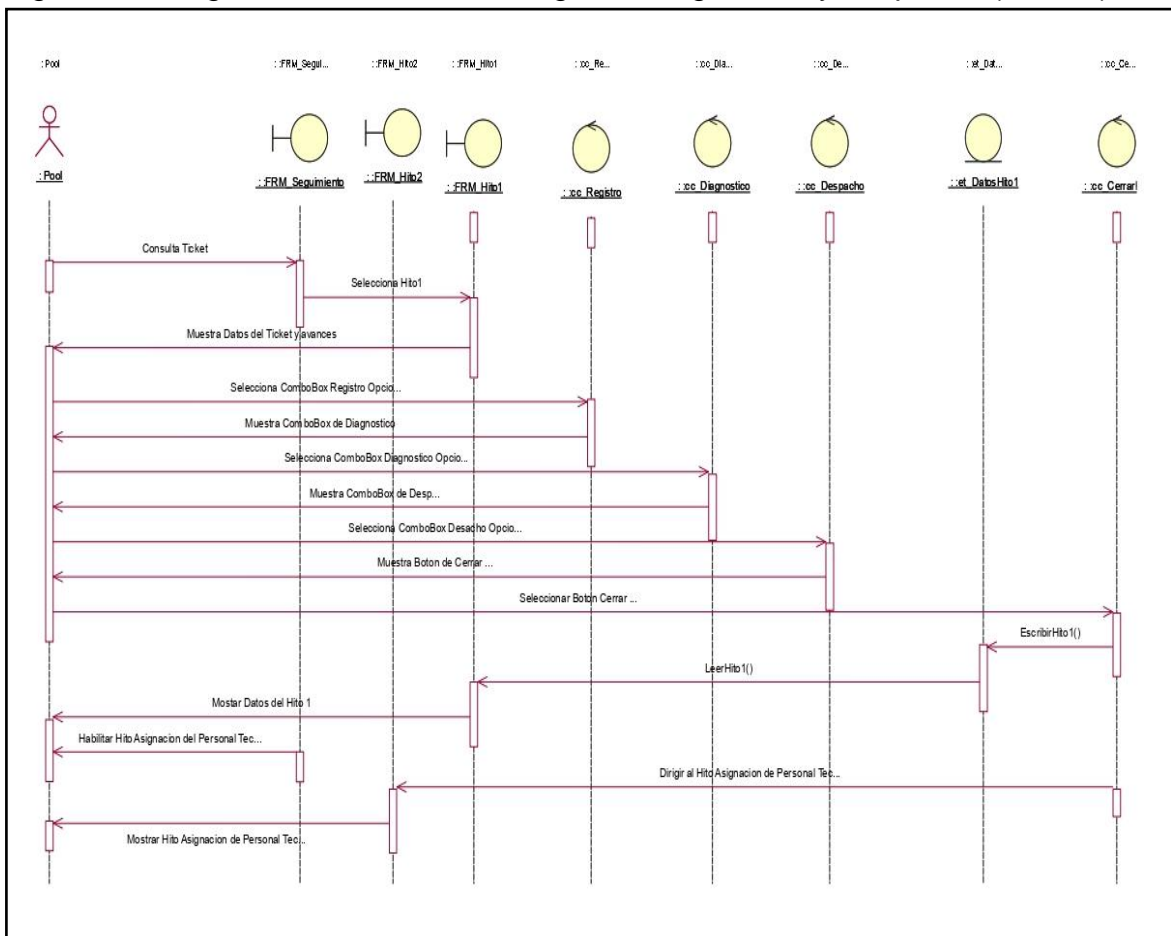 : Pool
: :FRM_Segui...
: :FRM_Hito2
: :FRM_Hito1
: :cc_Re...
: :cc_Dia...
: :cc_De...
: :et_Dat...
: :cc_Ce...
: Pool
: :FRM_Seguimiento
: :FRM_Hito2
: :FRM_Hito1
: :cc_Registro
: :cc_Diagnostico
: :cc_Despacho
: :et_DatosHito1
: :cc_Cerrar!
Consulta Ticket
Selecciona Hito1
Muestra Datos del Ticket y avances
Selecciona ComboBox Registro Opcio...
Muestra ComboBox de Diagnostico
Selecciona ComboBox Diagnostico Opcio...
Muestra ComboBox de Desp...
Selecciona ComboBox Desacho Opcio...
Muestra Boton de Cerrar ...
Seleccionar Boton Cerrar ...
EscribirHito1()
LeerHito1()
Mostar Datos del Hito 1
Habilitar Hito Asignacion del Personal Tec...
Dirigir al Hito Asignacion de Personal Tec...
Mostrar Hito Asignacion de Personal Tec...